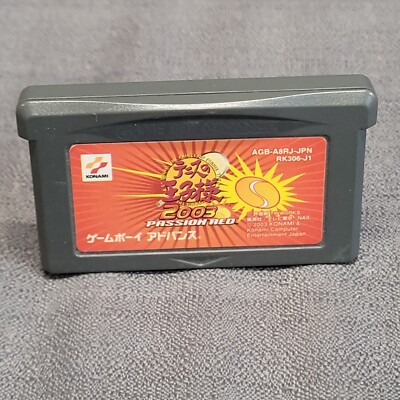 KONAMI
AGB-A8RJ-JPN
RK306-J1
テニスの
王子様
2003
PASSION RED
S
©2003 KONAMI &
Konami Computer
Entertainment Japan.
ゲームボーイ アドバンス